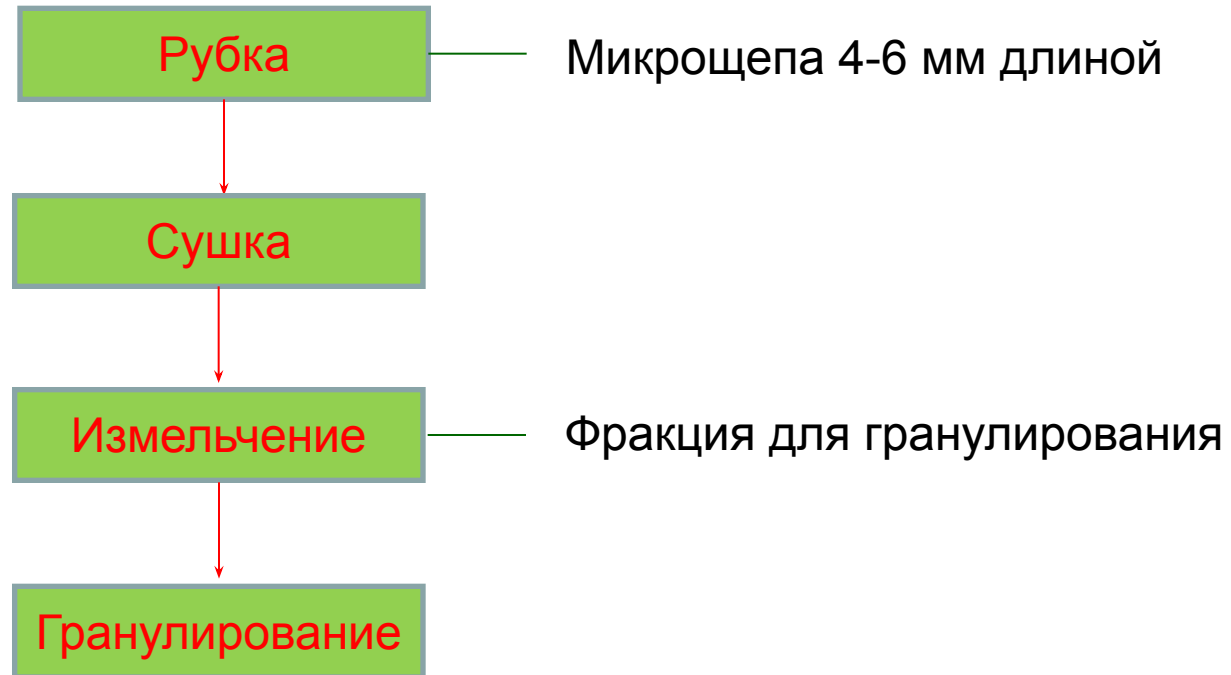 Рубка
Микрощепа 4-6 мм длиной
Сушка
Измельчение
Фракция для гранулирования
Гранулирование